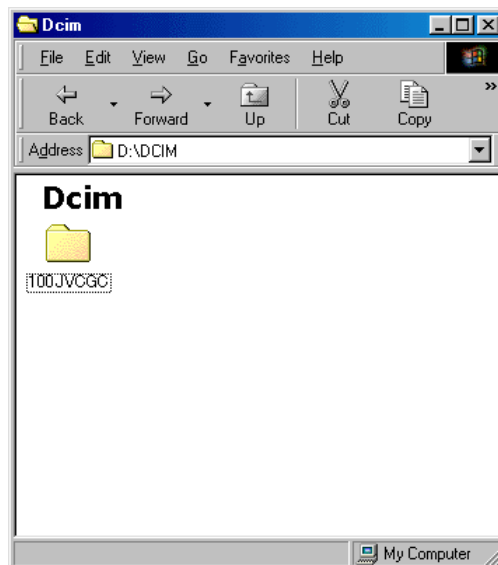 Dcim
File Edit View Go Favorites Help
Back Forward Up Cut Copy »
Address D:\DCIM
Dcim
100JVCGC
My Computer